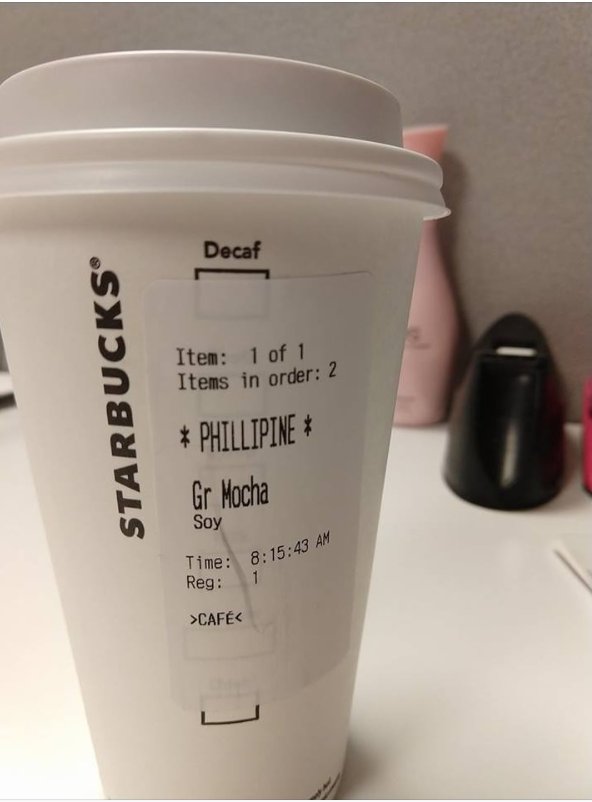 Decaf
STARBUCKS®
Item: 1 of 1
Items in order: 2
* PHILLIPINE *
Gr Mocha
Soy
Time: 8:15:43 AM
Reg: 1
>CAFÉ<